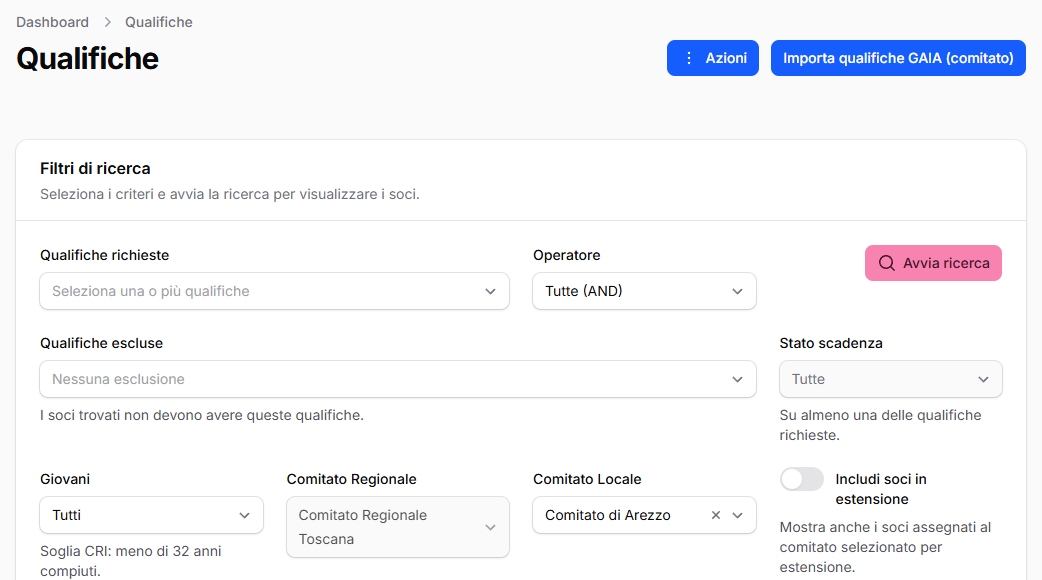 Dashboard > Qualifiche
Qualifiche
Azioni
Importa qualifiche GAIA (comitato)
Filtri di ricerca
Seleziona i criteri e avvia la ricerca per visualizzare i soci.
Qualifiche richieste
Seleziona una o più qualifiche
Operatore
Tutte (AND)
Avvia ricerca
Qualifiche escluse
Nessuna esclusione
I soci trovati non devono avere queste qualifiche.
Stato scadenza
Tutte
Su almeno una delle qualifiche
richieste.
Giovani
Tutti
Soglia CRI: meno di 32 anni
compiuti.
Comitato Regionale
Comitato Regionale
Toscana
Comitato Locale
Comitato di Arezzo
Includi soci in
estensione
Mostra anche i soci assegnati al
comitato selezionato per
estensione.